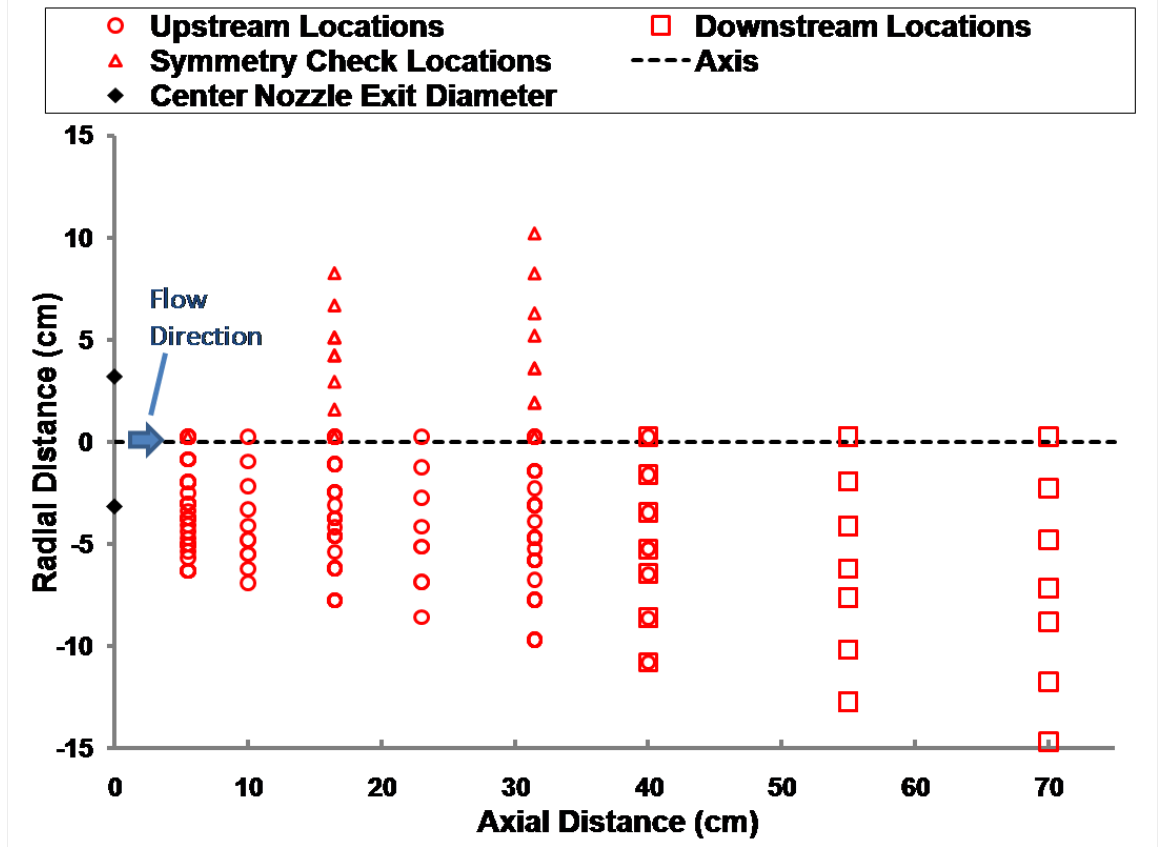 Upstream Locations
Downstream Locations
Symmetry Check Locations
Axis
Center Nozzle Exit Diameter
15
10
5
0
-5
-10
-15
Radial Distance (cm)
Flow
Direction
0 10 20 30 40 50 60 70
Axial Distance (cm)